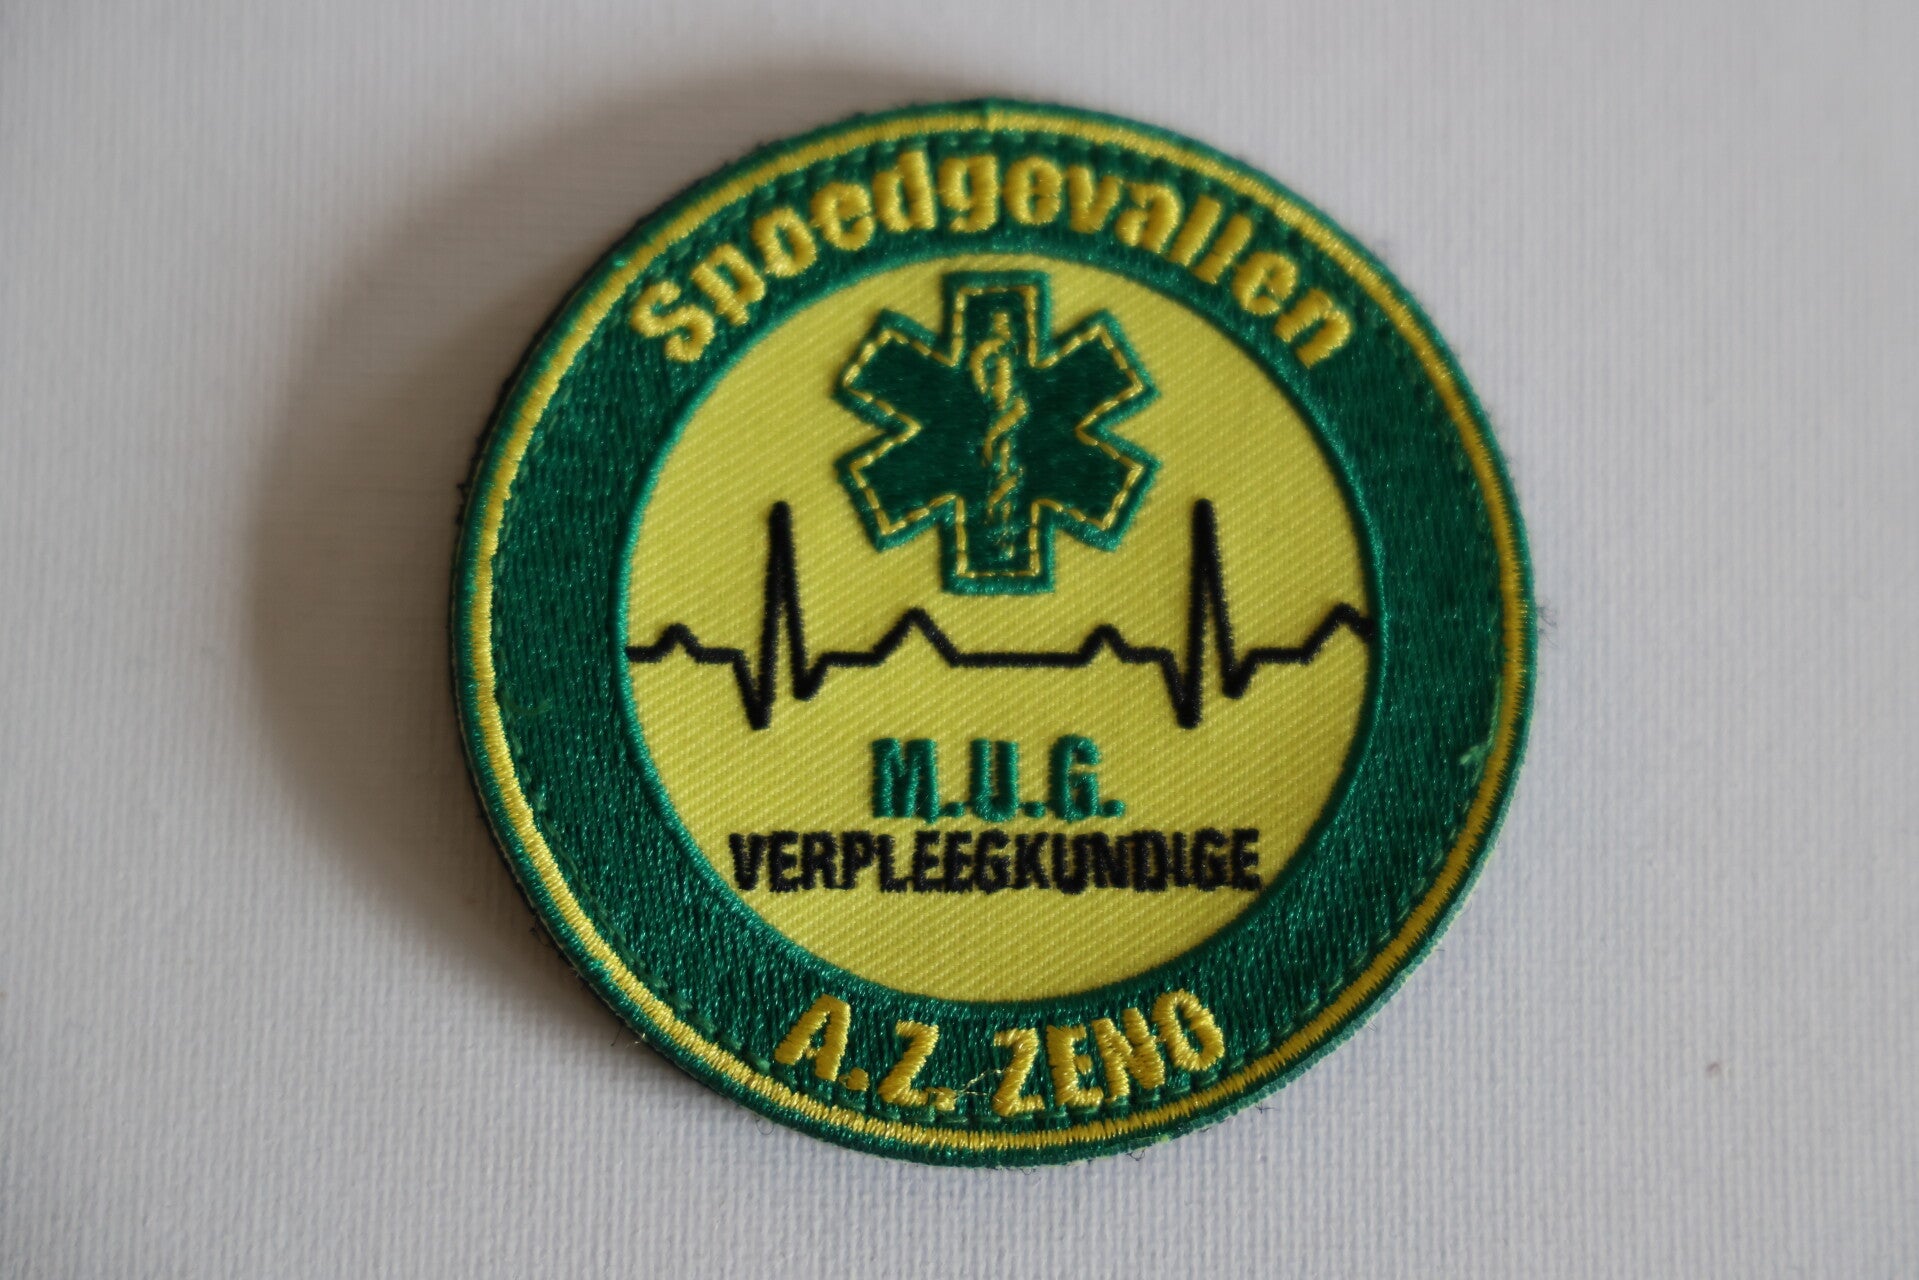 Spoedgevallen
M.U.G.
VERPLEEGKUNDIGE
A.Z. ZENO